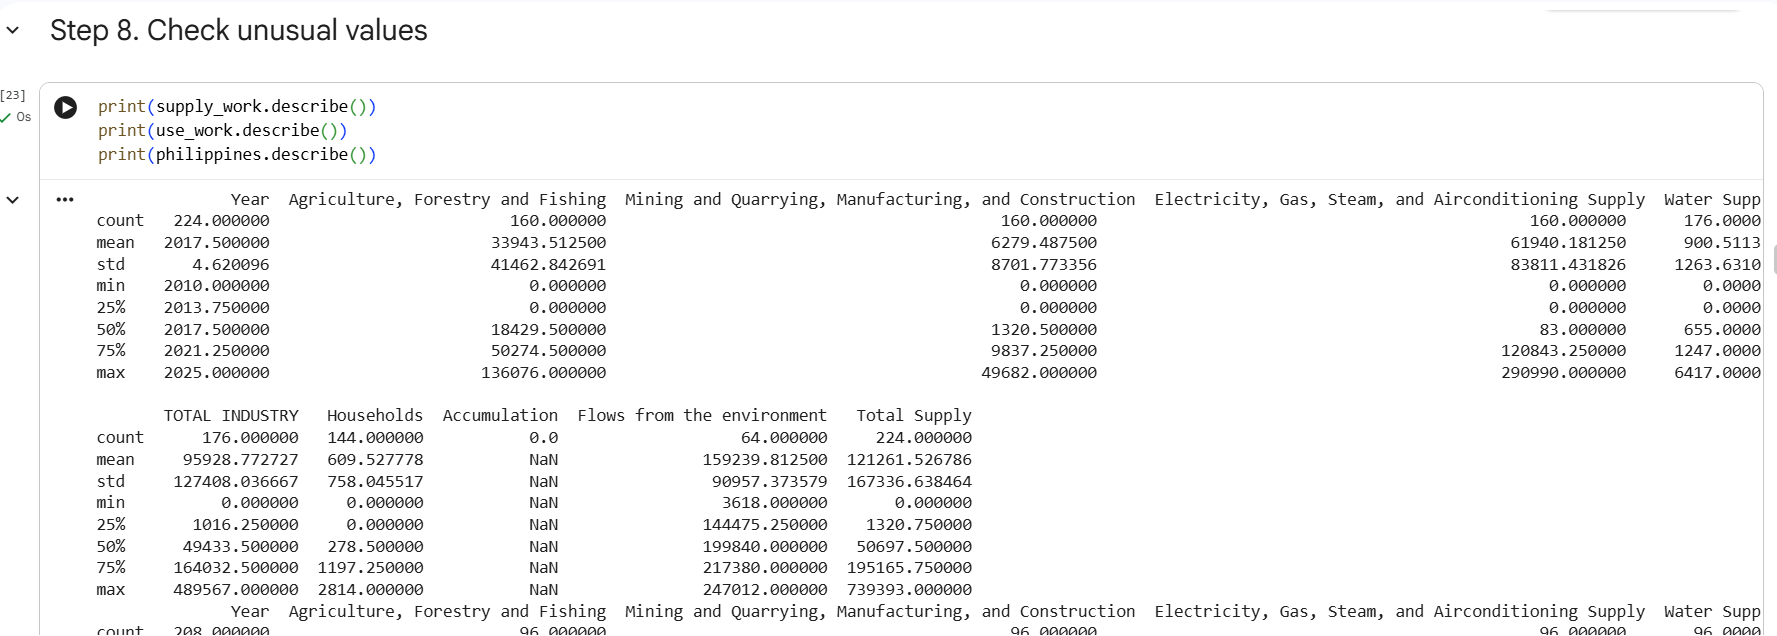 Step 8. Check unusual values
[23]
0s
print(supply_work.describe())
print(use_work.describe())
print(philippines.describe())
Year  Agriculture, Forestry and Fishing  Mining and Quarrying, Manufacturing, and Construction  Electricity, Gas, Steam, and Airconditioning Supply  Water Supp
count  224.000000  160.000000  160.000000  160.000000  176.0000
mean  2017.500000  33943.512500  6279.487500  61940.181250  900.5113
std  4.620096  41462.842691  8701.773356  83811.431826  1263.6310
min  2010.000000  0.000000  0.000000  0.000000  0.0000
25%  2013.750000  0.000000  0.000000  0.000000  0.0000
50%  2017.500000  18429.500000  1320.500000  83.000000  655.0000
75%  2021.250000  50274.500000  9837.250000  120843.250000  1247.0000
max  2025.000000  136076.000000  49682.000000  290990.000000  6417.0000
TOTAL INDUSTRY  Households  Accumulation  Flows from the environment  Total Supply
count  176.000000  144.000000  0.0  64.000000  224.000000
mean  95928.772727  609.527778  NaN  159239.812500  121261.526786
std  127408.036667  758.045517  NaN  90957.373579  167336.638464
min  0.000000  0.000000  NaN  3618.000000  0.000000
25%  1016.250000  0.000000  NaN  144475.250000  1320.750000
50%  49433.500000  278.500000  NaN  199840.000000  50697.500000
75%  164032.500000  1197.250000  NaN  217380.000000  195165.750000
max  489567.000000  2814.000000  NaN  247012.000000  739393.000000
Year  Agriculture, Forestry and Fishing  Mining and Quarrying, Manufacturing, and Construction  Electricity, Gas, Steam, and Airconditioning Supply  Water Supp
count  208.000000  96.000000  96.000000  96.000000  96.0000